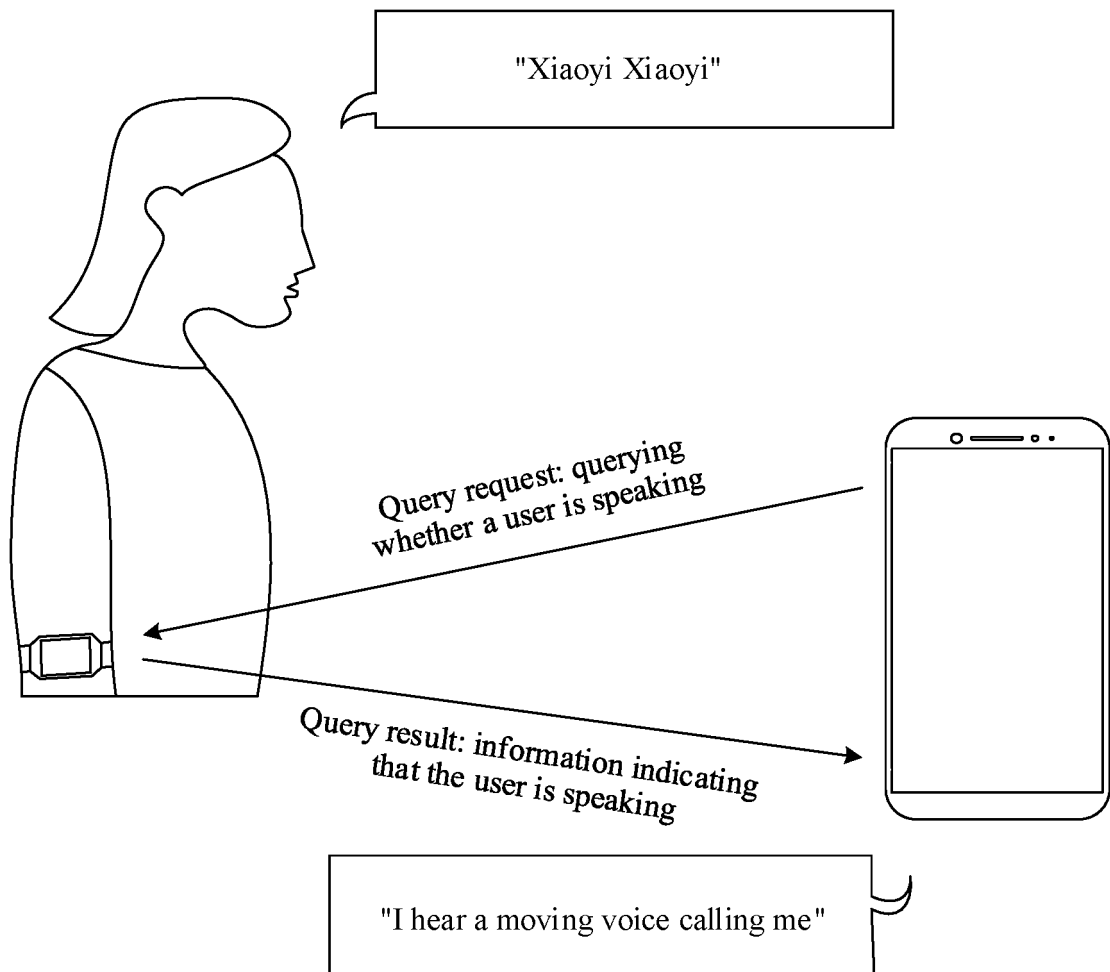 "Xiaoyi Xiaoyi"
Query request: querying
whether a user is speaking
Query result: information indicating
that the user is speaking
"I hear a moving voice calling me"